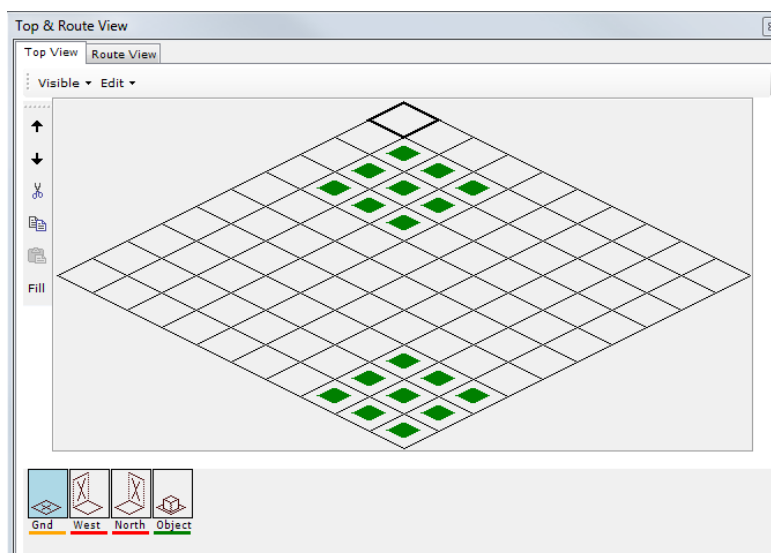 Top & Route View
Top View Route View
Visible Edit
Fill
Gnd West North Object